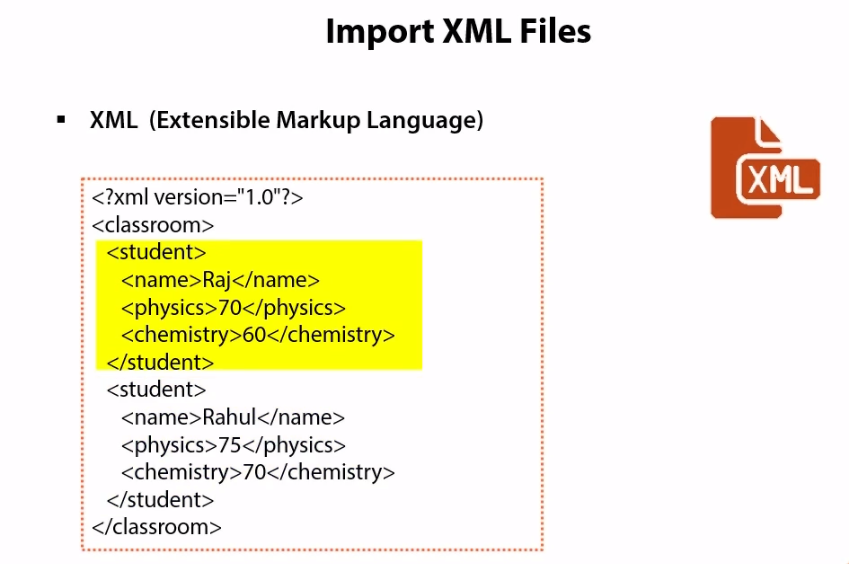 Import XML Files
▪ XML (Extensible Markup Language)
XML
<?xml version="1.0"?>
<classroom>
<student>
<name>Raj</name>
<physics>70</physics>
<chemistry>60</chemistry>
</student>
<student>
<name>Rahul</name>
<physics>75</physics>
<chemistry>70</chemistry>
</student>
</classroom>